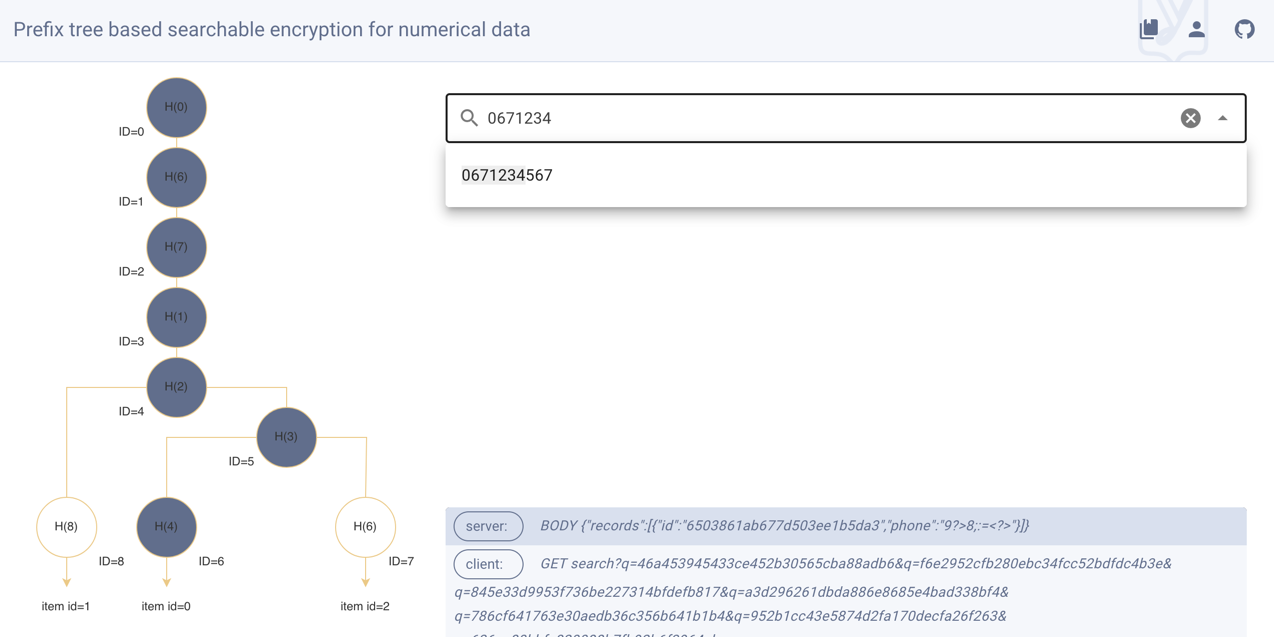 Prefix tree based searchable encryption for numerical data
H(0)
ID=0
H(6)
ID=1
H(7)
ID=2
H(1)
ID=3
H(2)
ID=4
H(3)
ID=5
H(8)
ID=8
H(4)
ID=6
H(6)
ID=7
item id=1
item id=0
item id=2
0671234
0671234567
server: BODY {"records":[{"id":"6503861ab677d503ee1b5da3","phone":"9?>8;:=<?>"}]}
client: GET search?q=46a453945433ce452b30565cba88adb6&q=f6e2952cfb280ebc34fcc52bdfdc4b3e&
q=845e33d9953f736be227314bfdefb817&q=a3d296261dbda886e8685e4bad338bf4&
q=786cf641763e30aedb36c356b641b1b4&q=952b1cc43e5874d2fa170decfa26f263&